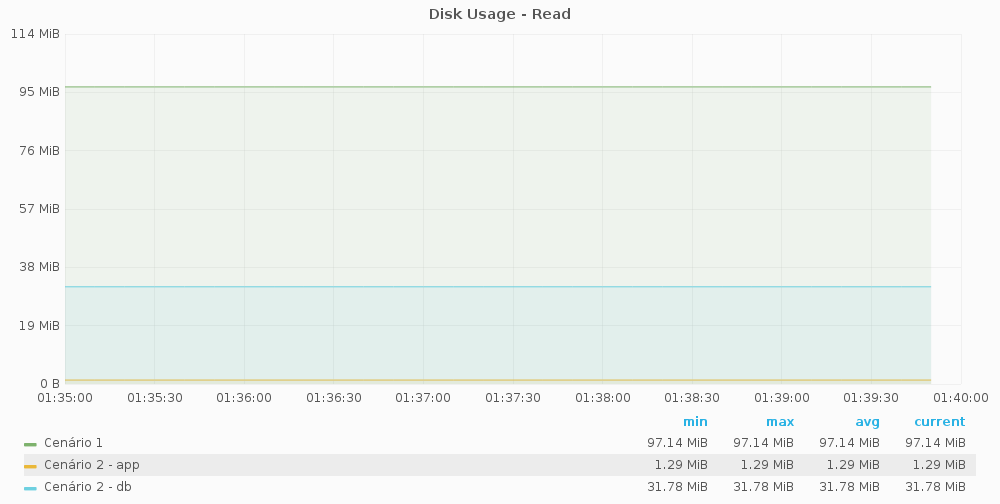 Disk Usage - Read
114 MiB
95 MiB
76 MiB
57 MiB
38 MiB
19 MiB
0 B
01:35:00 01:35:30 01:36:00 01:36:30 01:37:00 01:37:30 01:38:00 01:38:30 01:39:00 01:39:30 01:40:00
min max avg current
Cenário 1 97.14 MiB 97.14 MiB 97.14 MiB 97.14 MiB
Cenário 2 - app 1.29 MiB 1.29 MiB 1.29 MiB 1.29 MiB
Cenário 2 - db 31.78 MiB 31.78 MiB 31.78 MiB 31.78 MiB